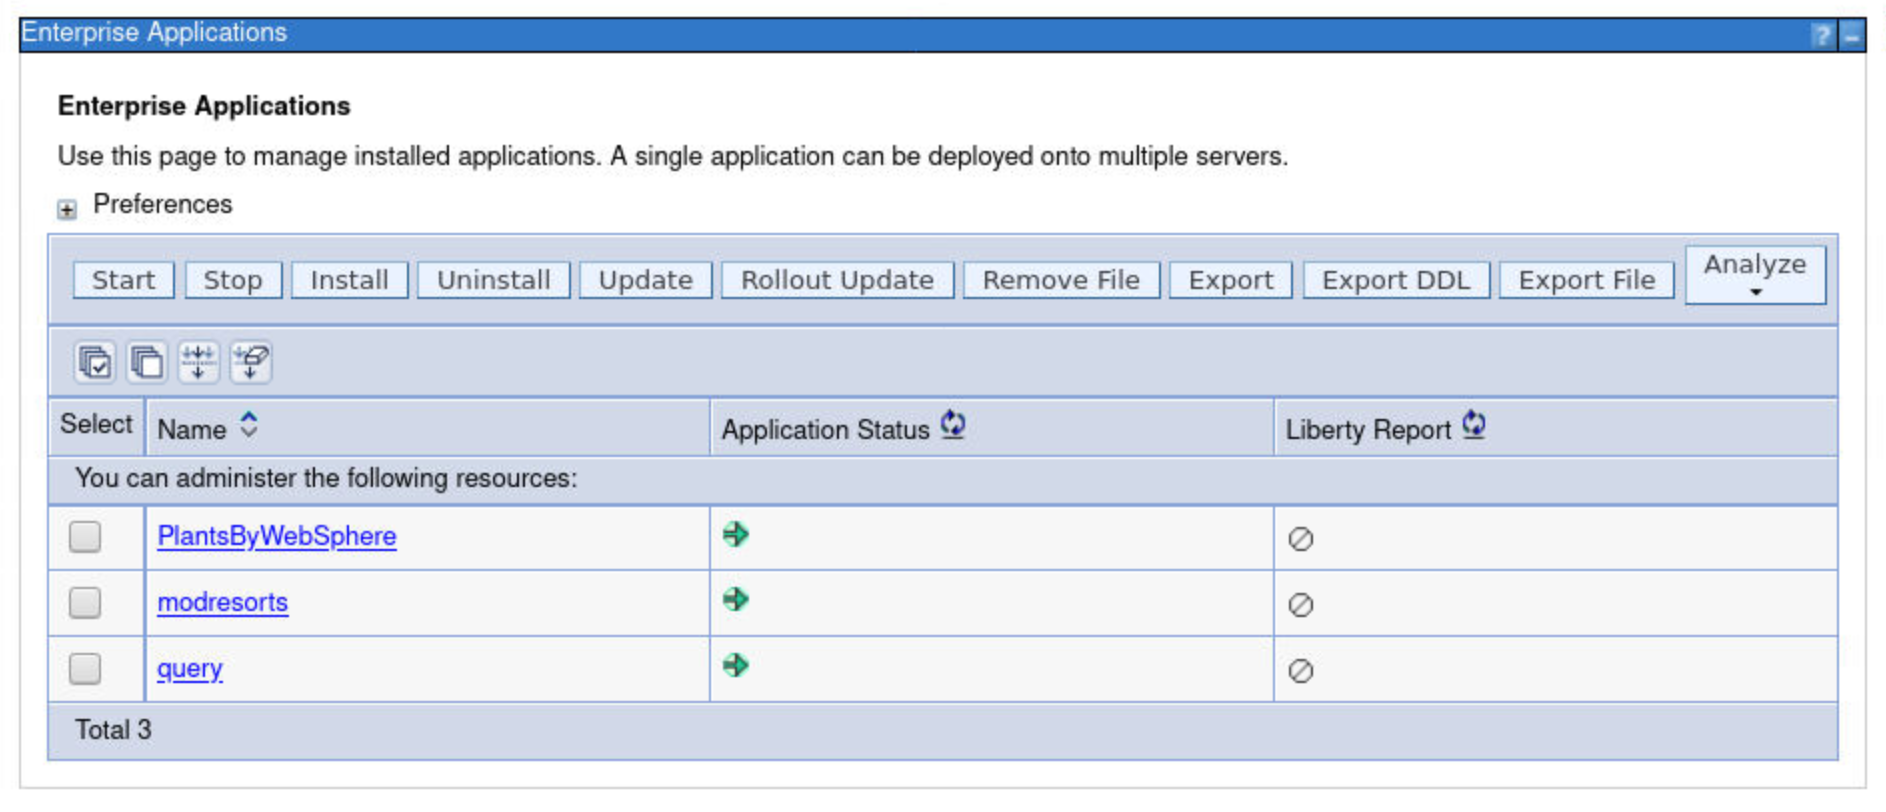 Enterprise Applications ? –
Enterprise Applications
Use this page to manage installed applications. A single application can be deployed onto multiple servers.
Preferences
Start Stop Install Uninstall Update Rollout Update Remove File Export Export DDL Export File Analyze
Select Name Application Status Liberty Report
You can administer the following resources:
PlantsByWebSphere
modresorts
query
Total 3